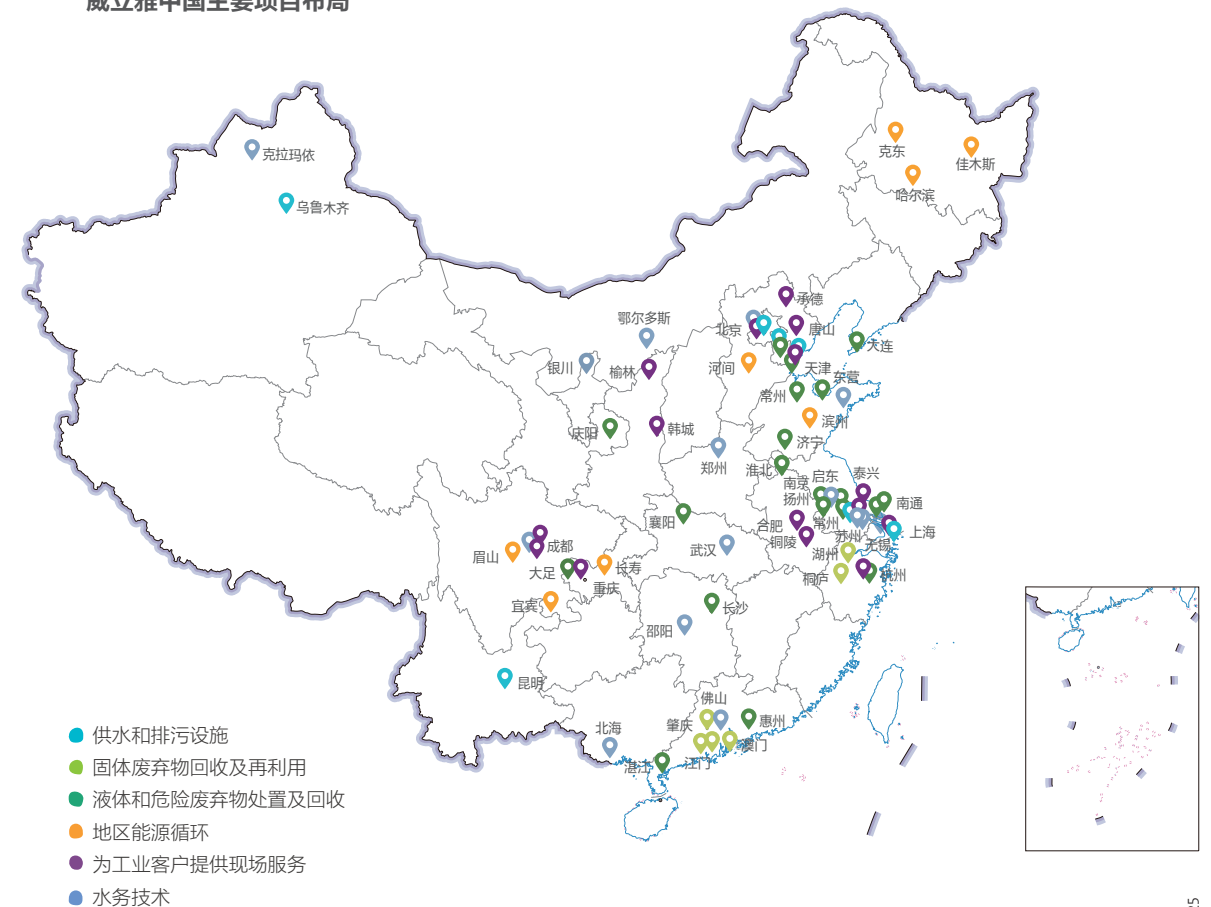 威立雅中国主要项目布局
克拉玛依
乌鲁木齐
克东
佳木斯
哈尔滨
承德
鄂尔多斯
北京
唐山
大连
银川
榆林
河间
天津
东营
常州
滨州
庆阳
韩城
济宁
郑州
淮北
南京
启东
泰兴
扬州
南通
襄阳
合肥
常州
苏州
上海
铜陵
无锡
武汉
湖州
成都
眉山
大足
长寿
桐庐
杭州
重庆
宜宾
长沙
邵阳
昆明
佛山
肇庆
惠州
北海
澳门
湛江
江门
供水和排污设施
固体废弃物回收及再利用
液体和危险废弃物处置及回收
地区能源循环
为工业客户提供现场服务
水务技术